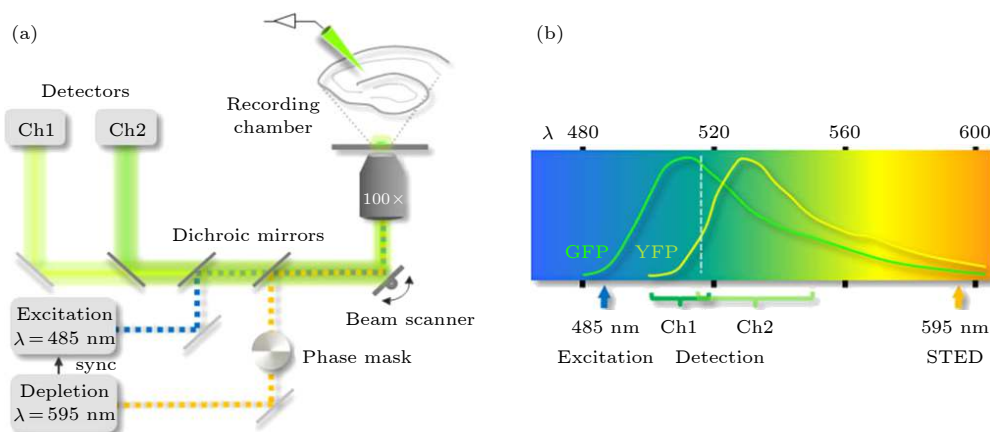 (a)
Detectors
Ch1
Ch2
Recording
chamber
100×
Dichroic mirrors
Beam scanner
Excitation
λ=485 nm
sync
Phase mask
Depletion
λ=595 nm
(b)
λ 480 520 560 600
GFP YFP
485 nm Ch1 Ch2 595 nm
Excitation Detection STED